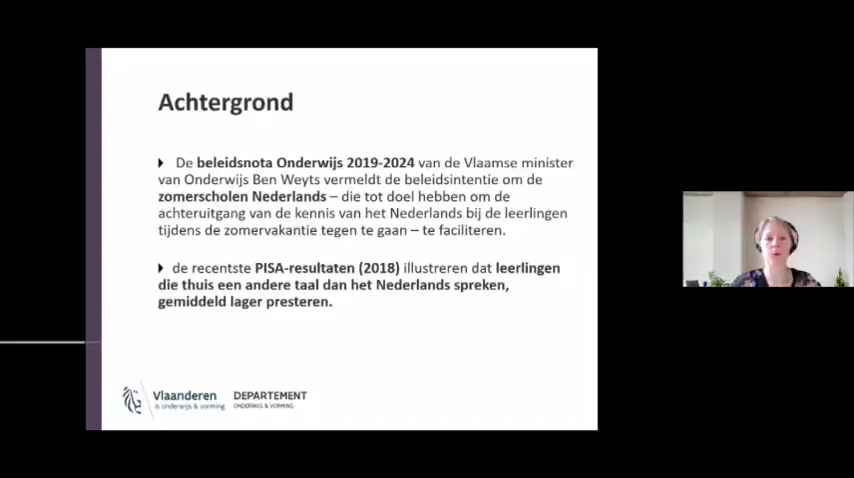 Achtergrond
De beleidsnota Onderwijs 2019-2024 van de Vlaamse minister
van Onderwijs Ben Weyts vermeldt de beleidsintentie om de
zomerscholen Nederlands – die tot doel hebben om de
achteruitgang van de kennis van het Nederlands bij de leerlingen
tijdens de zomervakantie tegen te gaan – te faciliteren.
de recentste PISA-resultaten (2018) illustreren dat leerlingen
die thuis een andere taal dan het Nederlands spreken,
gemiddeld lager presteren.
Vlaanderen
is onderwijs & vorming
DEPARTEMENT
ONDERWIJS & VORMING